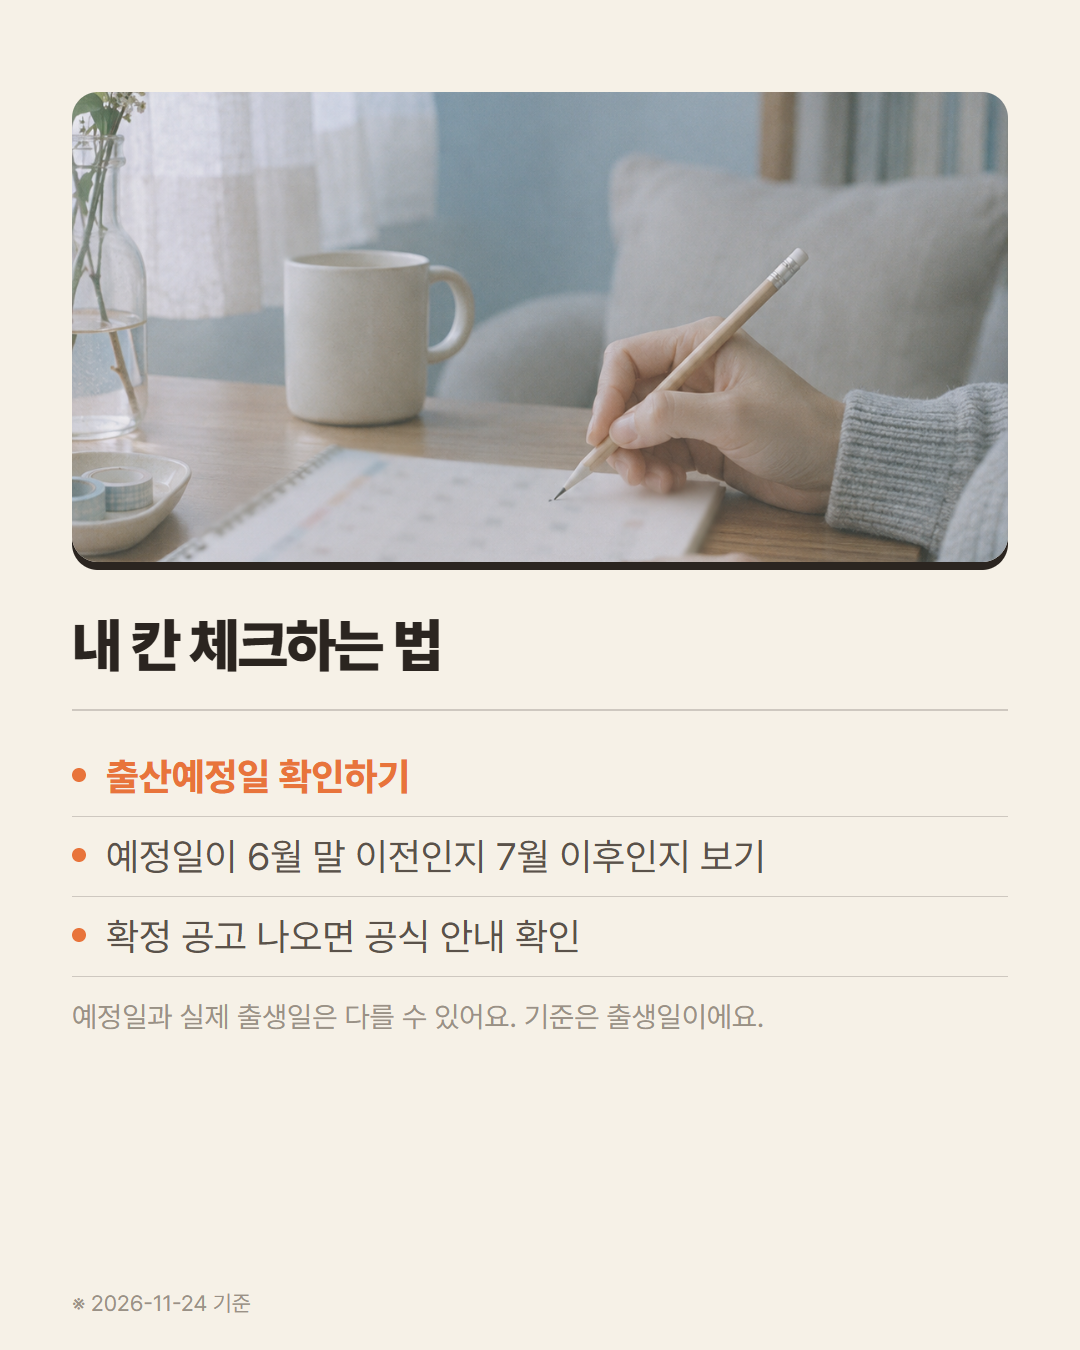 내 칸 체크하는 법
출산예정일 확인하기
예정일이 6월 말 이전인지 7월 이후인지 보기
확정 공고 나오면 공식 안내 확인
예정일과 실제 출생일은 다를 수 있어요. 기준은 출생일이에요.
※ 2026-11-24 기준